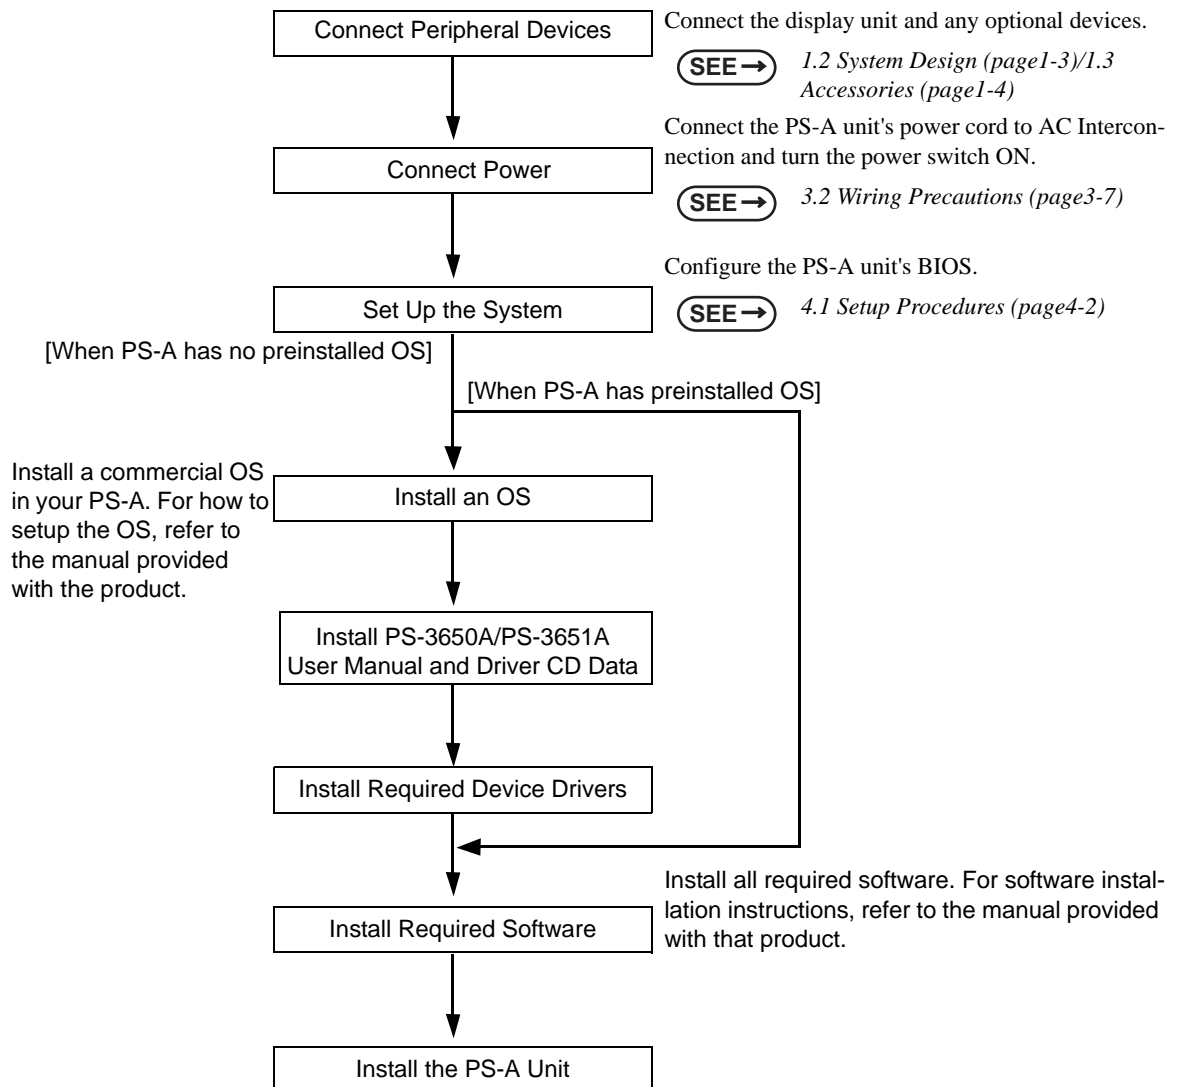 Connect Peripheral Devices
Connect the display unit and any optional devices.
SEE→
1.2 System Design (page1-3)/1.3
Accessories (page1-4)
Connect Power
Connect the PS-A unit's power cord to AC Intercon-
nection and turn the power switch ON.
SEE→
3.2 Wiring Precautions (page3-7)
Set Up the System
Configure the PS-A unit's BIOS.
SEE→
4.1 Setup Procedures (page4-2)
[When PS-A has no preinstalled OS]
[When PS-A has preinstalled OS]
Install a commercial OS
in your PS-A. For how to
setup the OS, refer to
the manual provided
with the product.
Install an OS
Install PS-3650A/PS-3651A
User Manual and Driver CD Data
Install Required Device Drivers
Install Required Software
Install all required software. For software instal-
lation instructions, refer to the manual provided
with that product.
Install the PS-A Unit